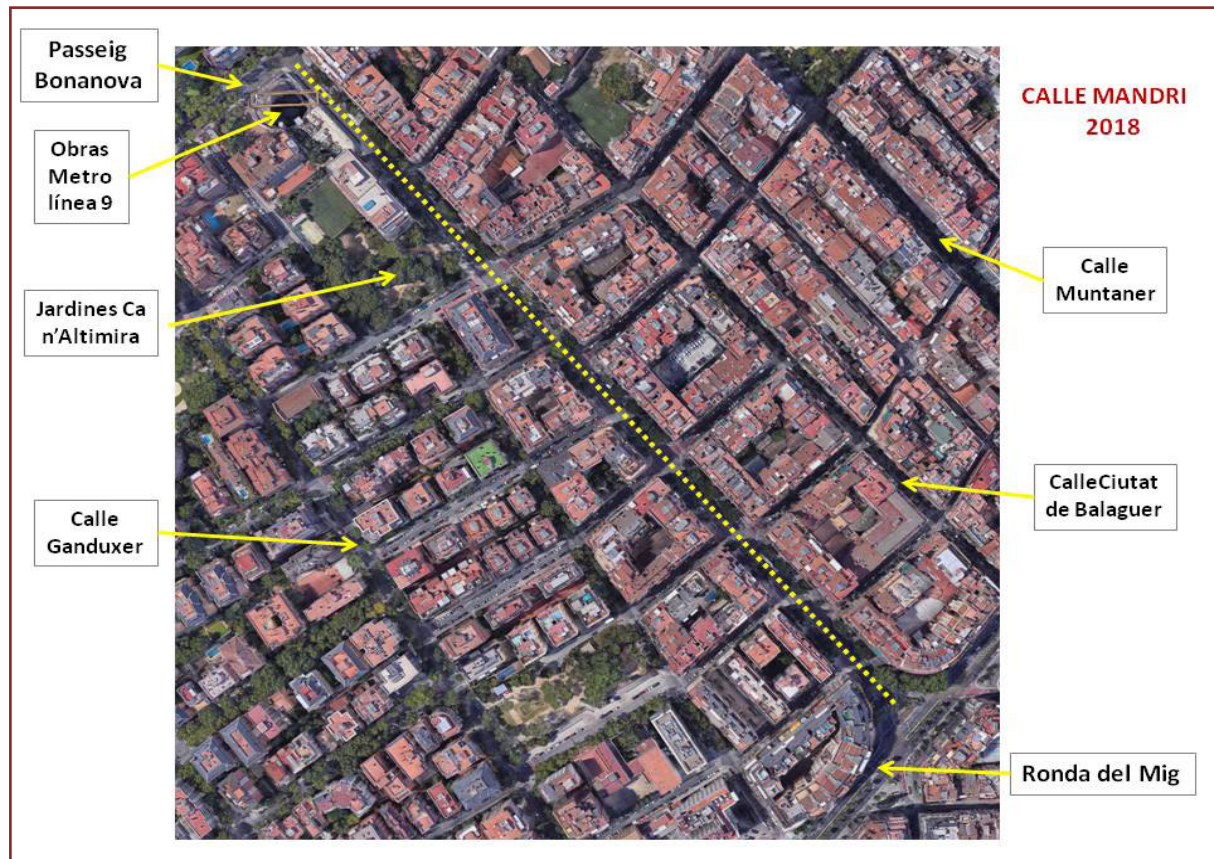 Passeig
Bonanova
CALLE MANDRI
2018
Obras
Metro
línea 9
Calle
Muntaner
Jardines Ca
n’Altimira
CalleCiutat
de Balaguer
Calle
Ganduxer
Ronda del Mig